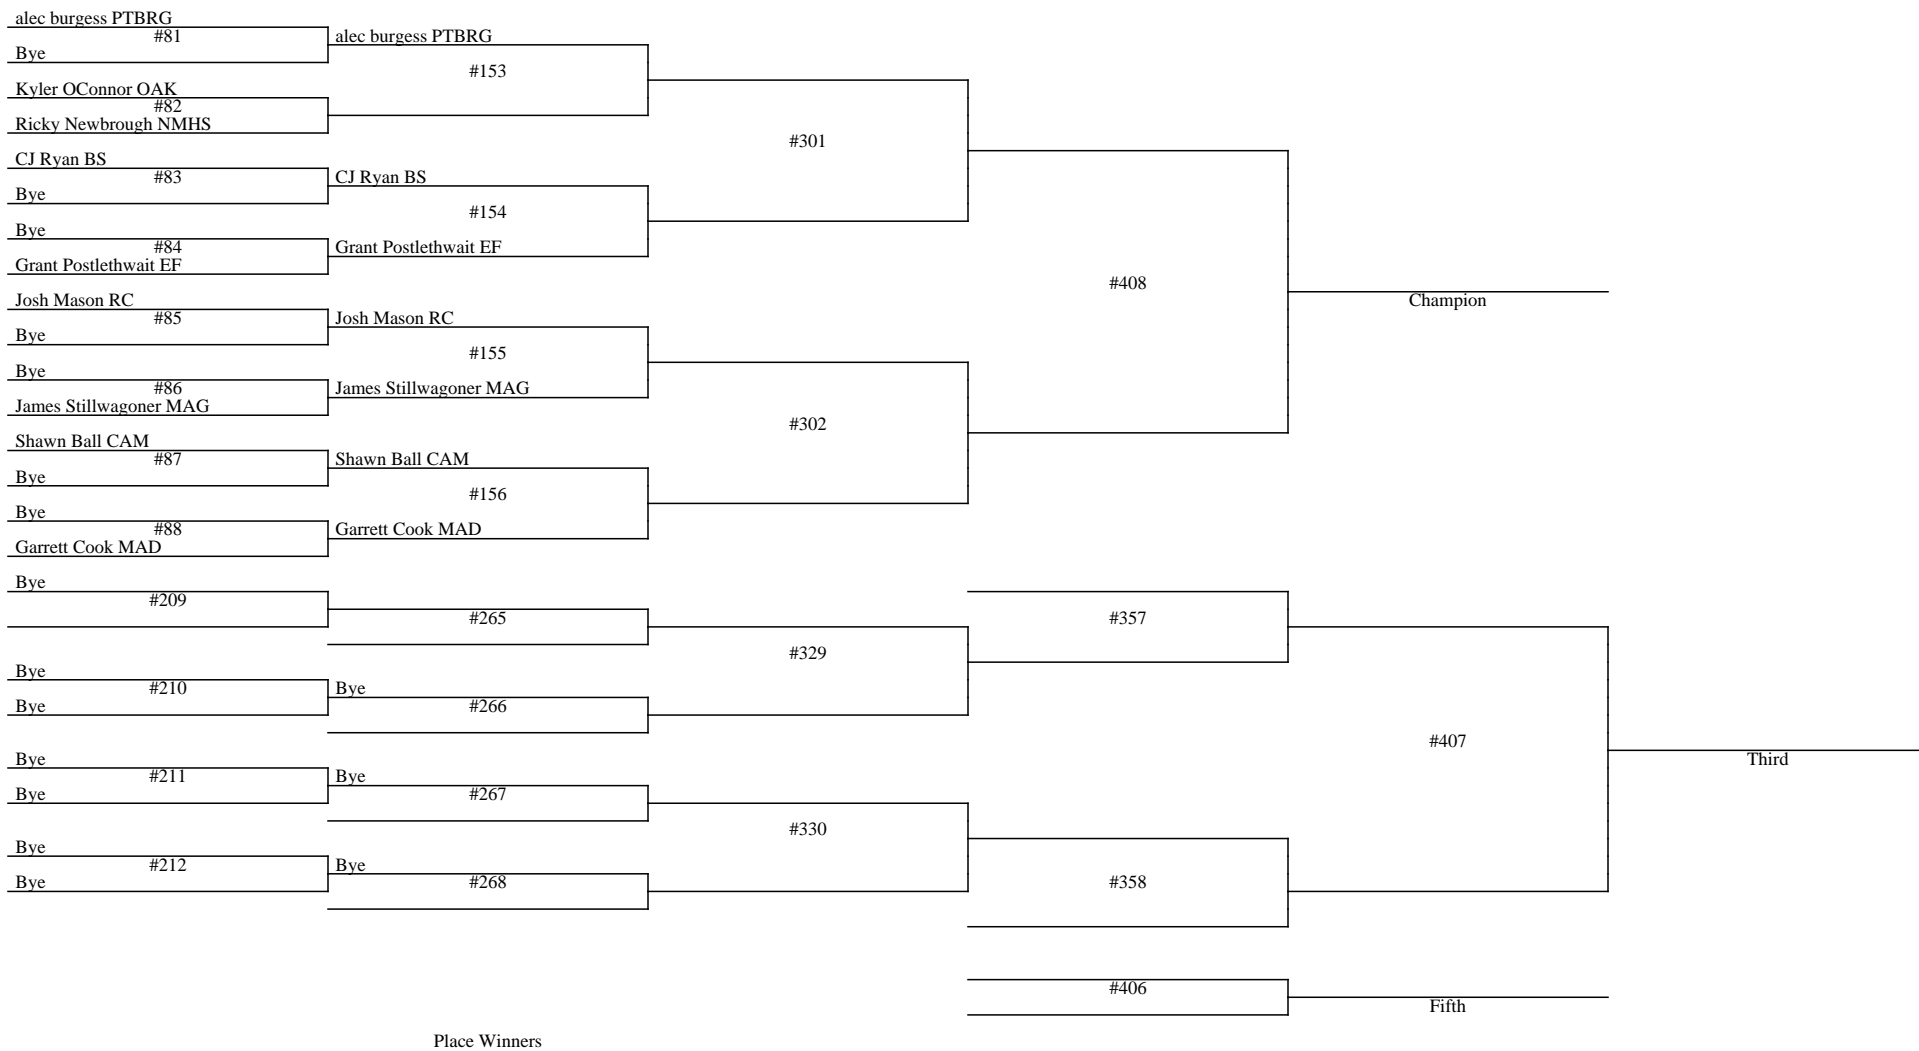 alec burgess PTBRG
#81
Bye
alec burgess PTBRG
#153
Kyler OConnor OAK
#82
Ricky Newbrough NMHS
#301
CJ Ryan BS
#83
Bye
CJ Ryan BS
#154
Bye
#84
Grant Postlethwait EF
Grant Postlethwait EF
#408
Champion
Josh Mason RC
#85
Bye
Josh Mason RC
#155
Bye
#86
James Stillwagoner MAG
James Stillwagoner MAG
#302
Shawn Ball CAM
#87
Bye
Shawn Ball CAM
#156
Bye
#88
Garrett Cook MAD
Garrett Cook MAD
Bye
#209
#265
#357
#329
Bye
#210
Bye
Bye
#266
#407
Third
Bye
#211
Bye
Bye
#267
#330
Bye
#212
Bye
Bye
#268
#358
#406
Fifth
Place Winners